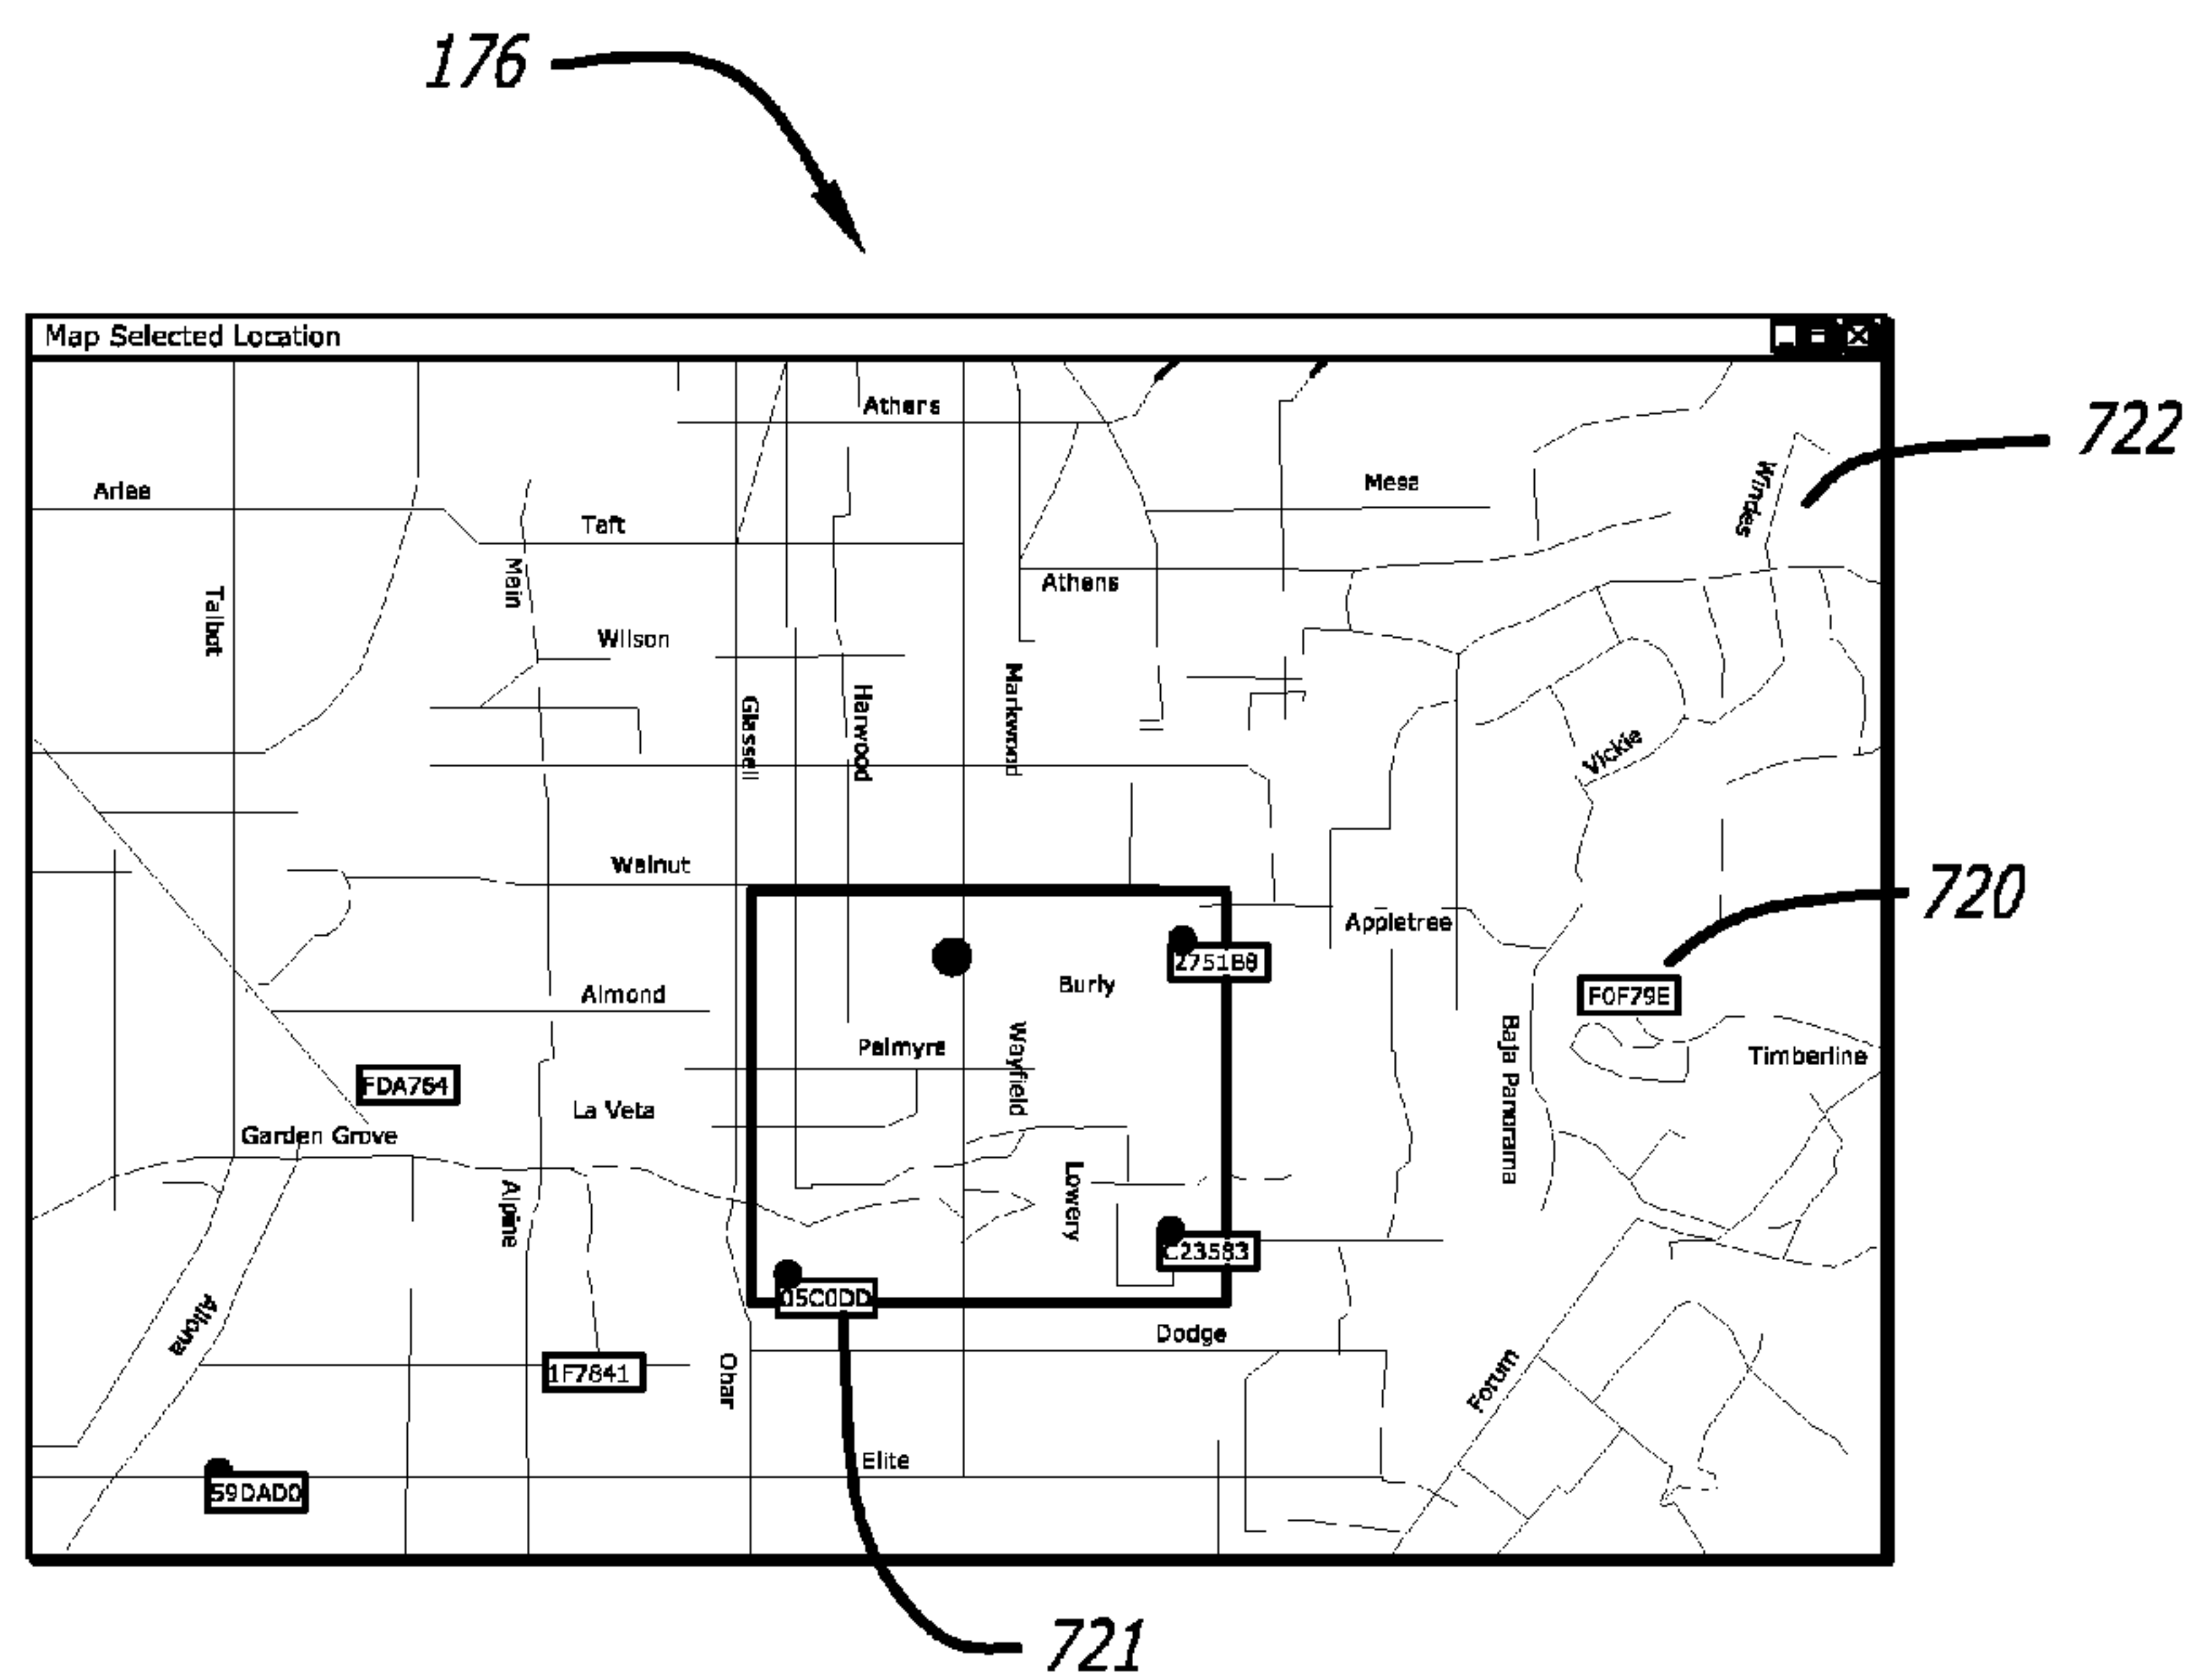 176
Map Selected Location
Athens
722
Mesa
Arlee
Windes
Taft
Main
Athens
Talbot
Wilson
Markwood
Harwood
Glassell
Vickie
Walnut
720
Appletree
2751B8
Burly
F0F79E
Almond
Baja Panorama
Wayfield
Palmyra
Timberline
FDA764
La Veta
Garden Grove
Lowery
Alpine
C23583
05C0DD
Allona
Dodge
Ohar
Forum
1F7841
Elite
59DAD0
721